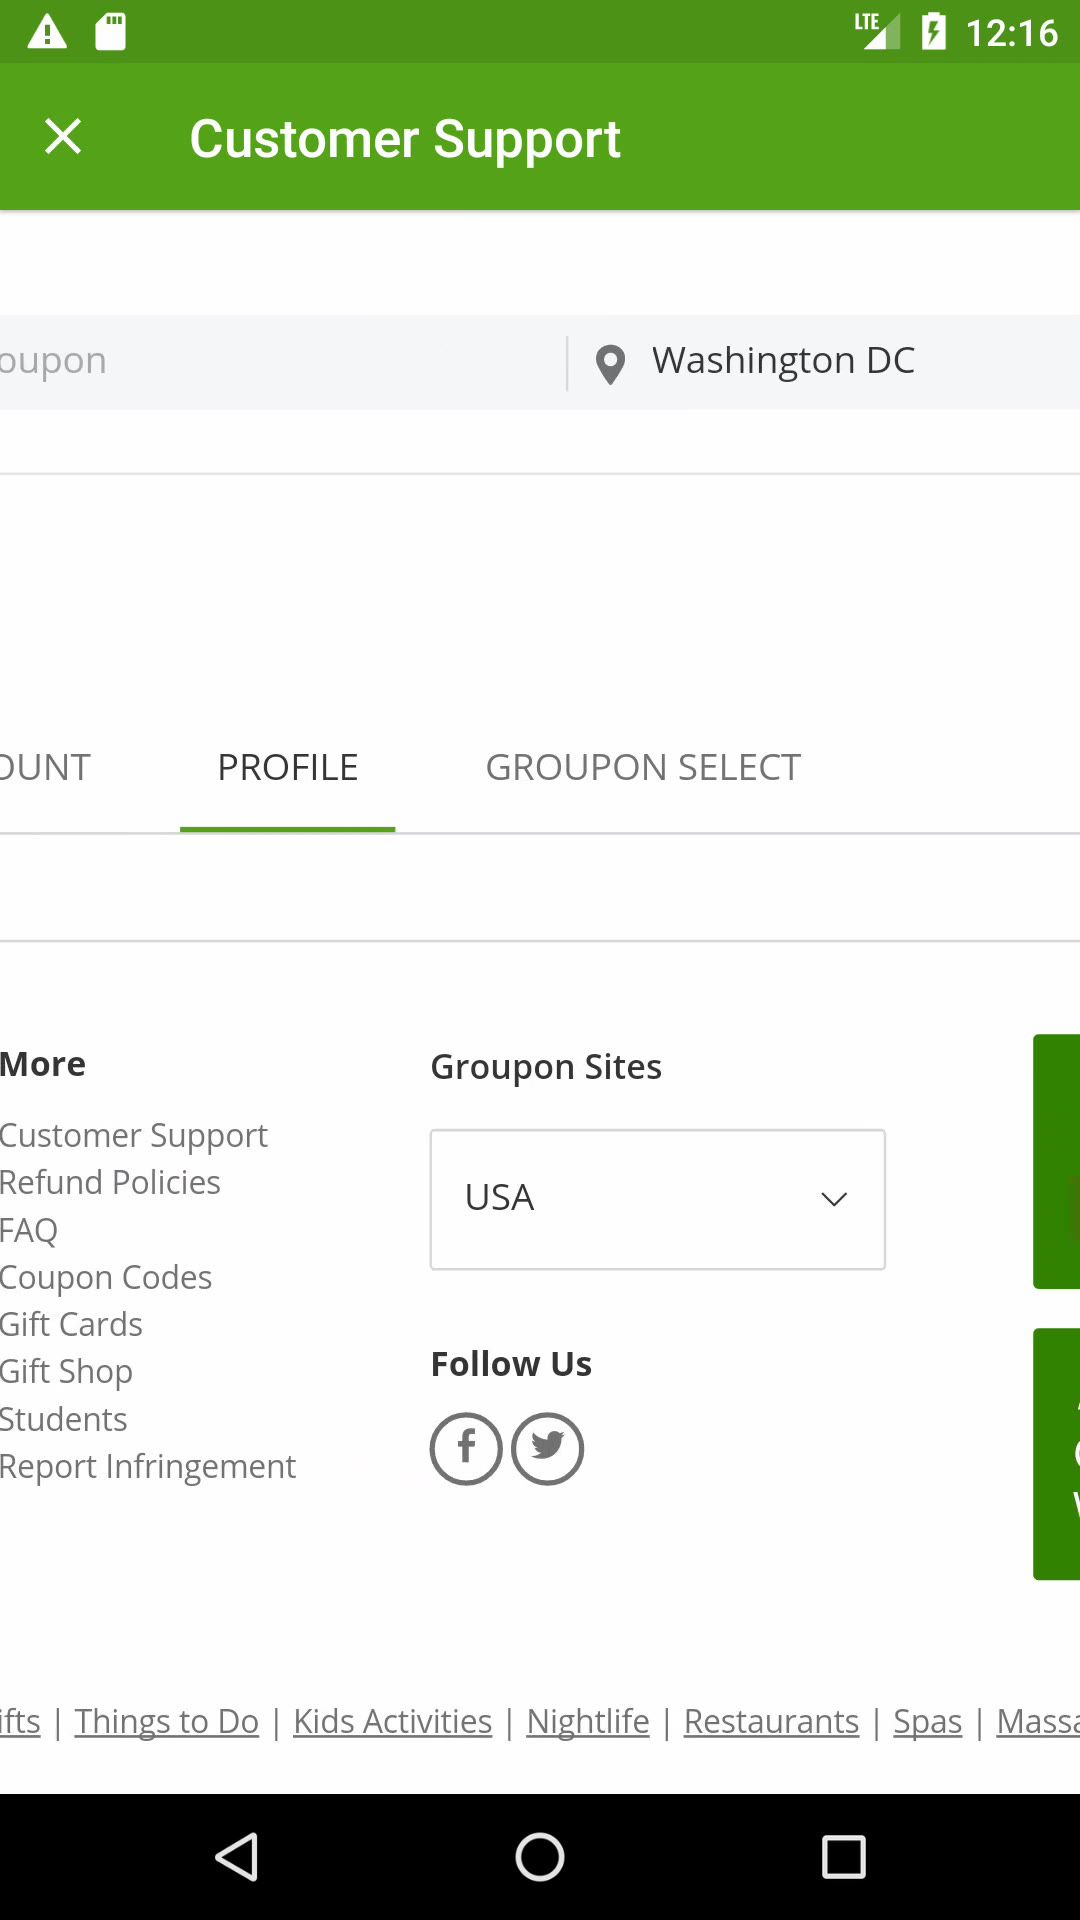 LTE 12:16
Customer Support
oupon Washington DC
OUNT PROFILE GROUPON SELECT
More
Customer Support
Refund Policies
FAQ
Coupon Codes
Gift Cards
Gift Shop
Students
Report Infringement
Groupon Sites
USA
Follow Us
ifts | Things to Do | Kids Activities | Nightlife | Restaurants | Spas | Massa